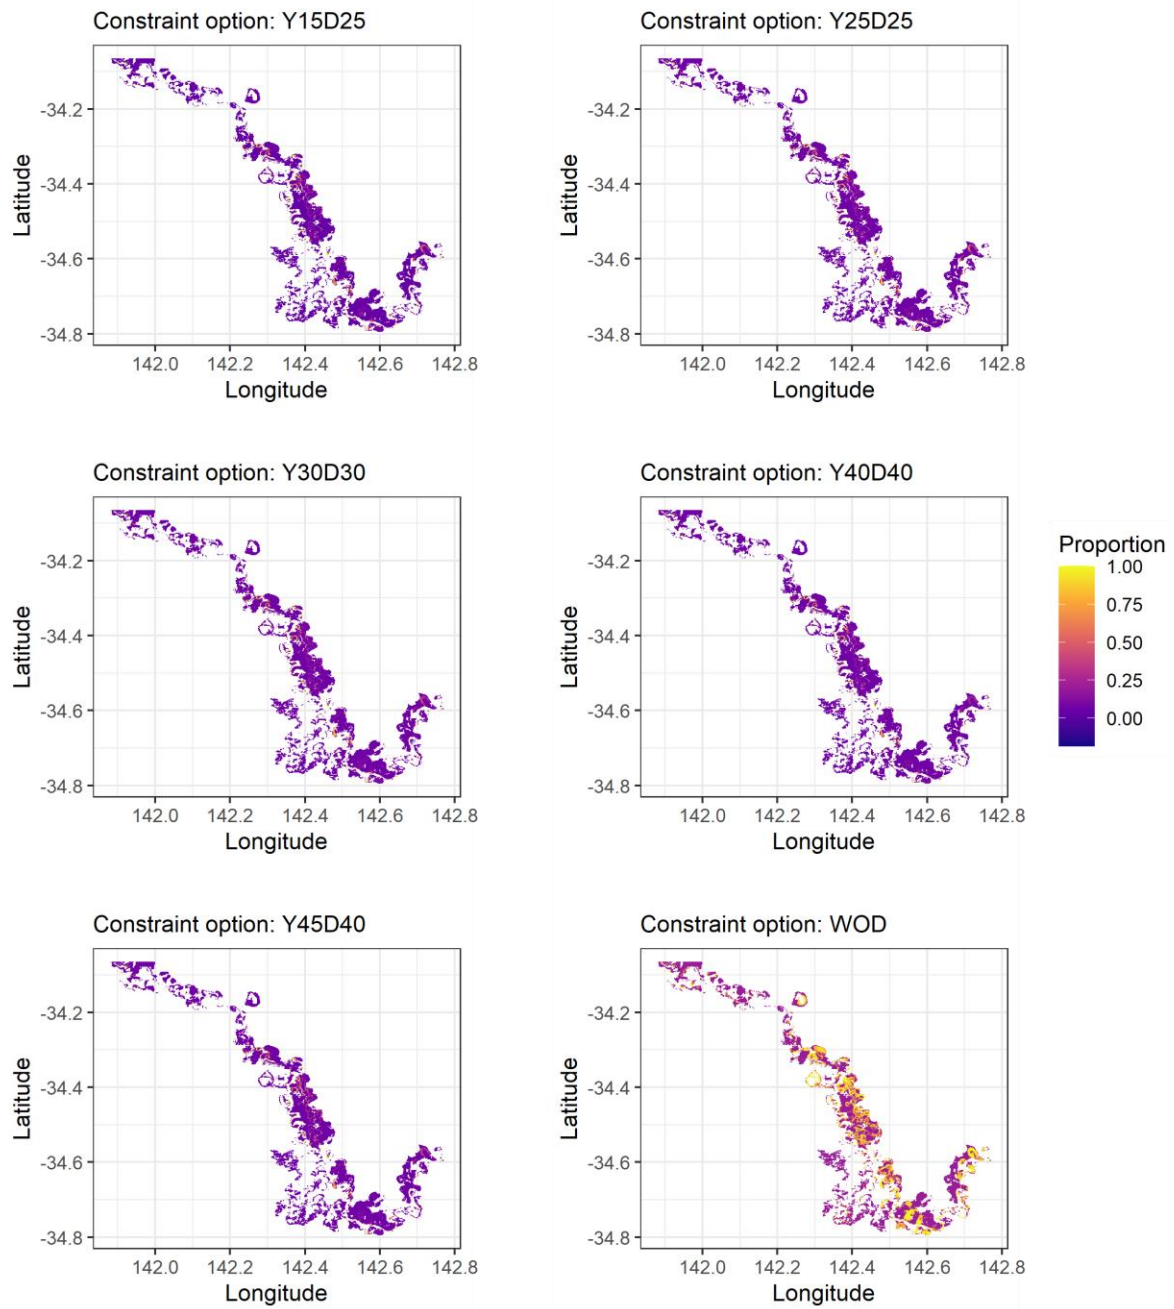 Constraint option: Y15D25
Constraint option: Y25D25
Latitude
-34.2
-34.4
-34.6
-34.8
142.0 142.2 142.4 142.6 142.8
Longitude
Latitude
-34.2
-34.4
-34.6
-34.8
142.0 142.2 142.4 142.6 142.8
Longitude
Constraint option: Y30D30
Constraint option: Y40D40
Latitude
-34.2
-34.4
-34.6
-34.8
142.0 142.2 142.4 142.6 142.8
Longitude
Latitude
-34.2
-34.4
-34.6
-34.8
142.0 142.2 142.4 142.6 142.8
Longitude
Proportion
1.00
0.75
0.50
0.25
0.00
Constraint option: Y45D40
Constraint option: WOD
Latitude
-34.2
-34.4
-34.6
-34.8
142.0 142.2 142.4 142.6 142.8
Longitude
Latitude
-34.2
-34.4
-34.6
-34.8
142.0 142.2 142.4 142.6 142.8
Longitude